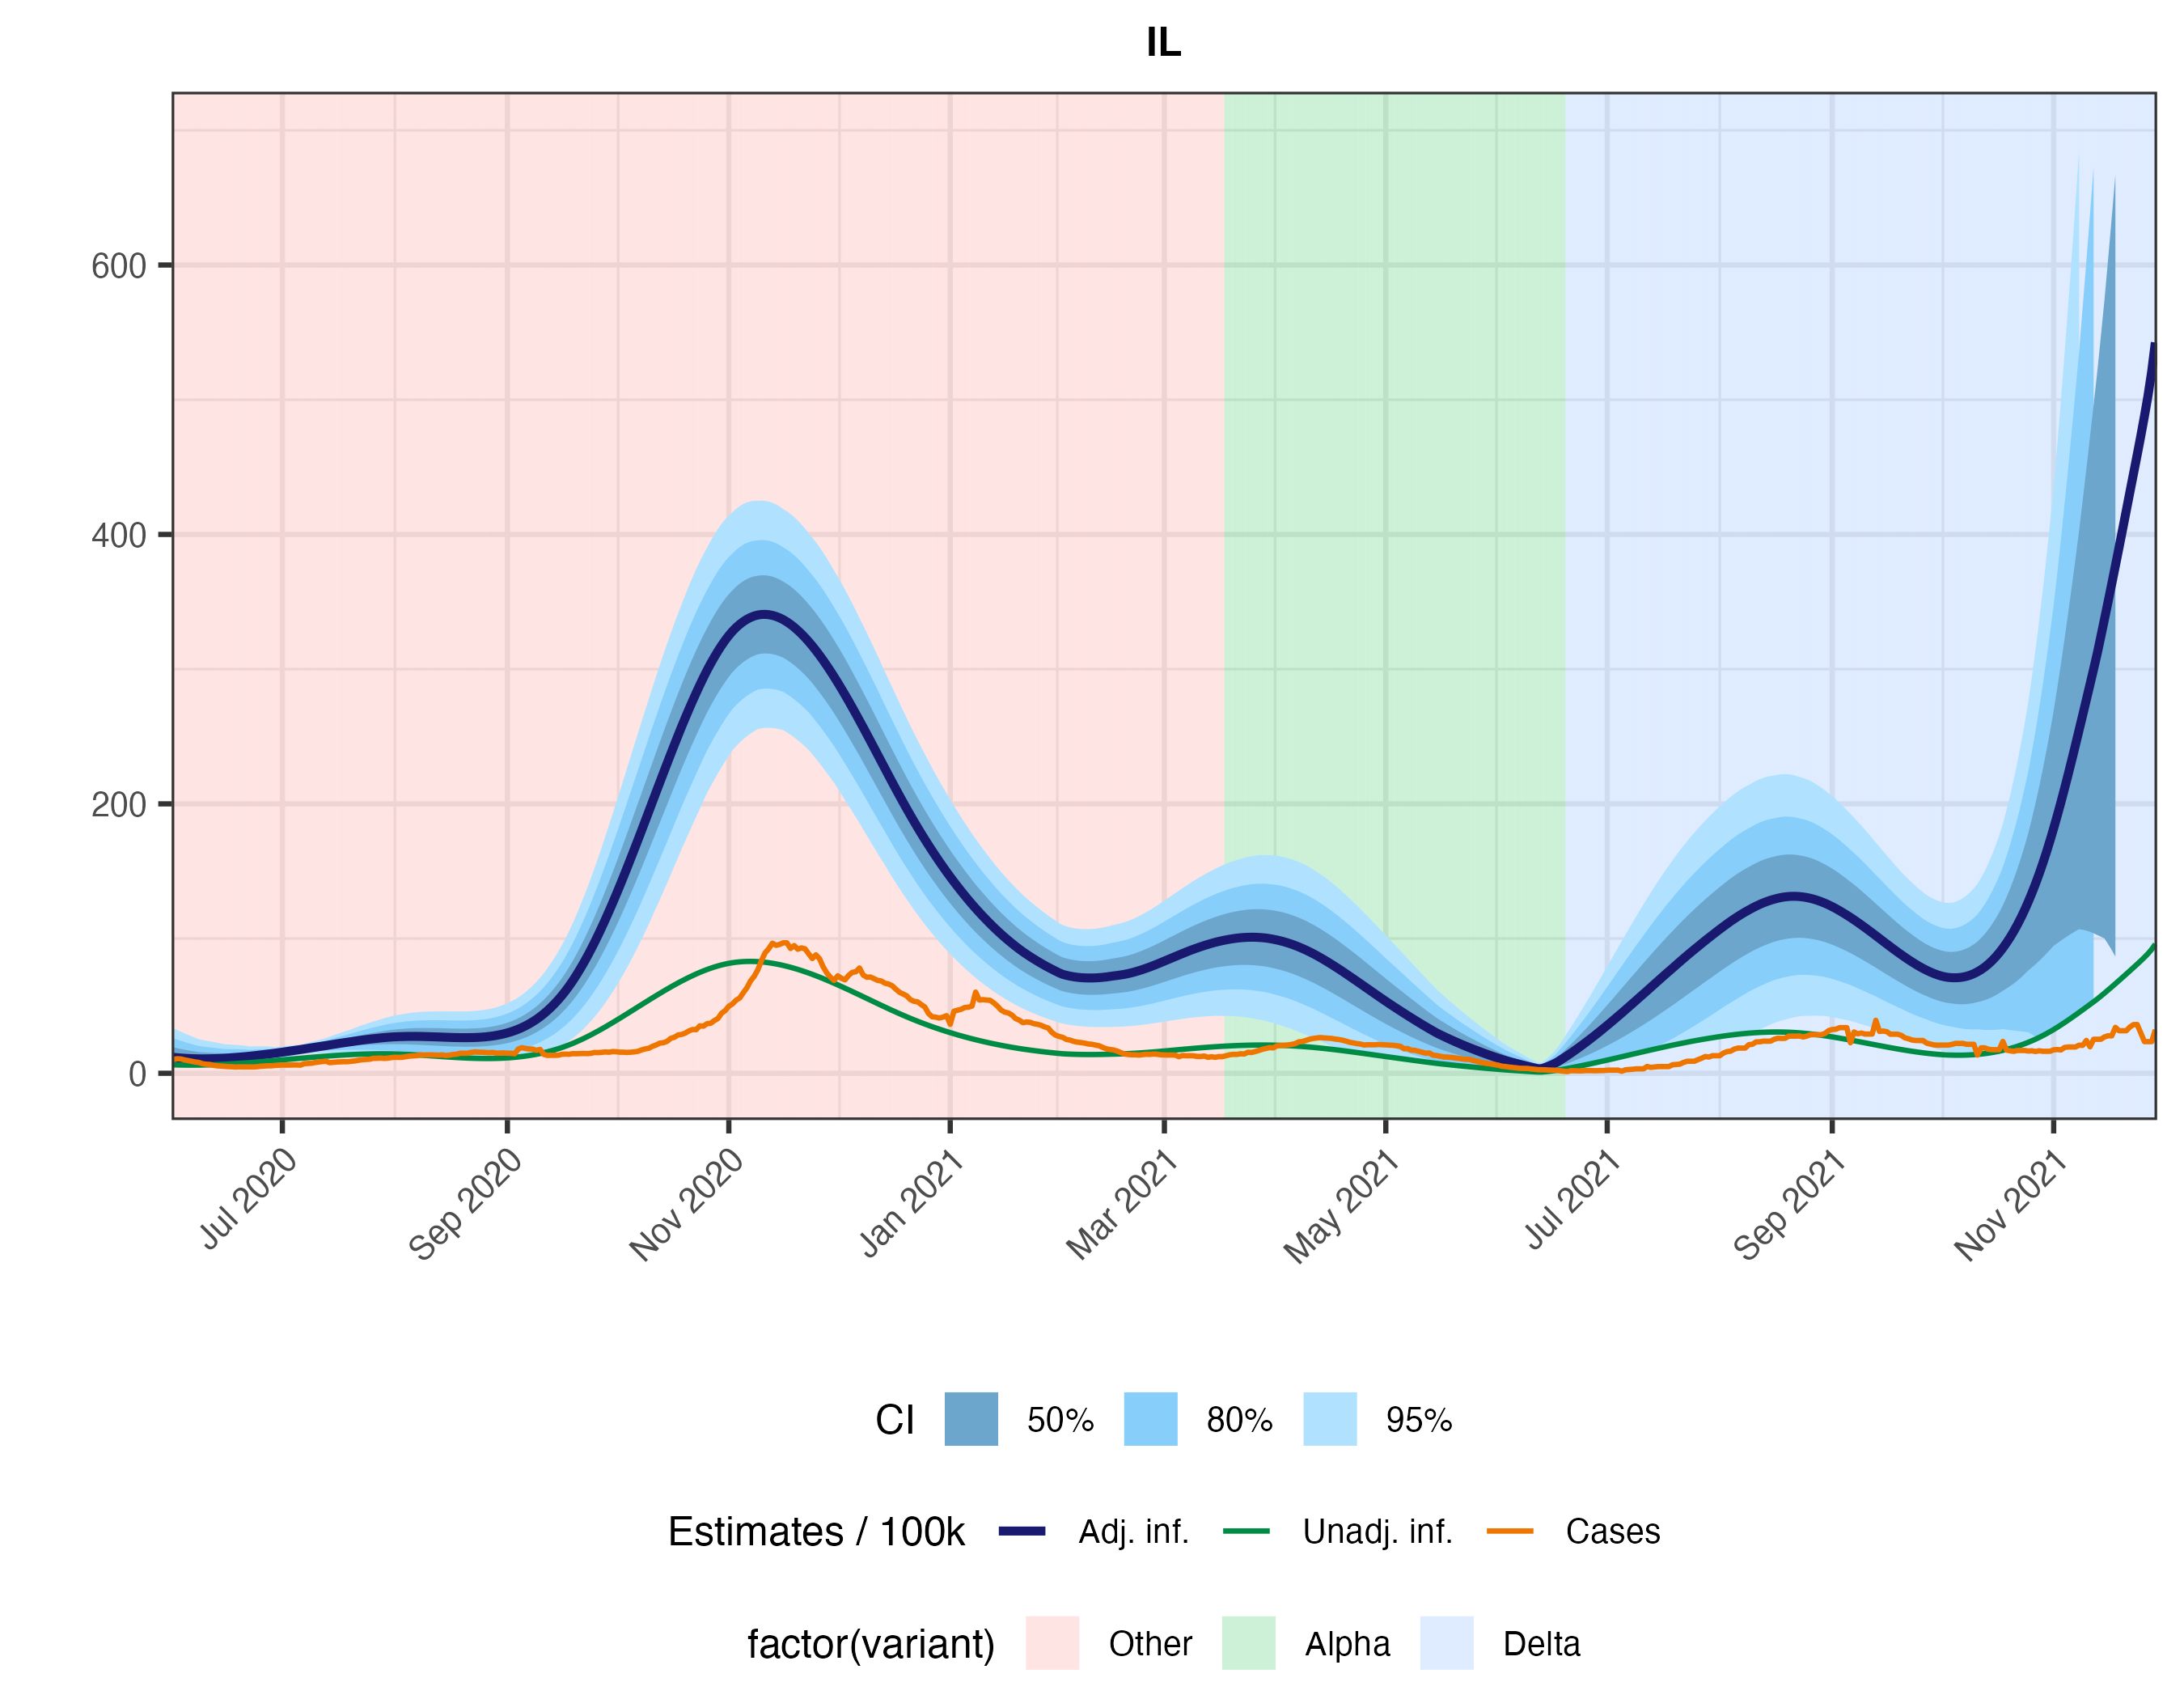 IL
600
400
200
0
Jul 2020
Sep 2020
Nov 2020
Jan 2021
Mar 2021
May 2021
Jul 2021
Sep 2021
Nov 2021
CI 50% 80% 95%
Estimates / 100k Adj. inf. Unadj. inf. Cases
factor(variant) Other Alpha Delta